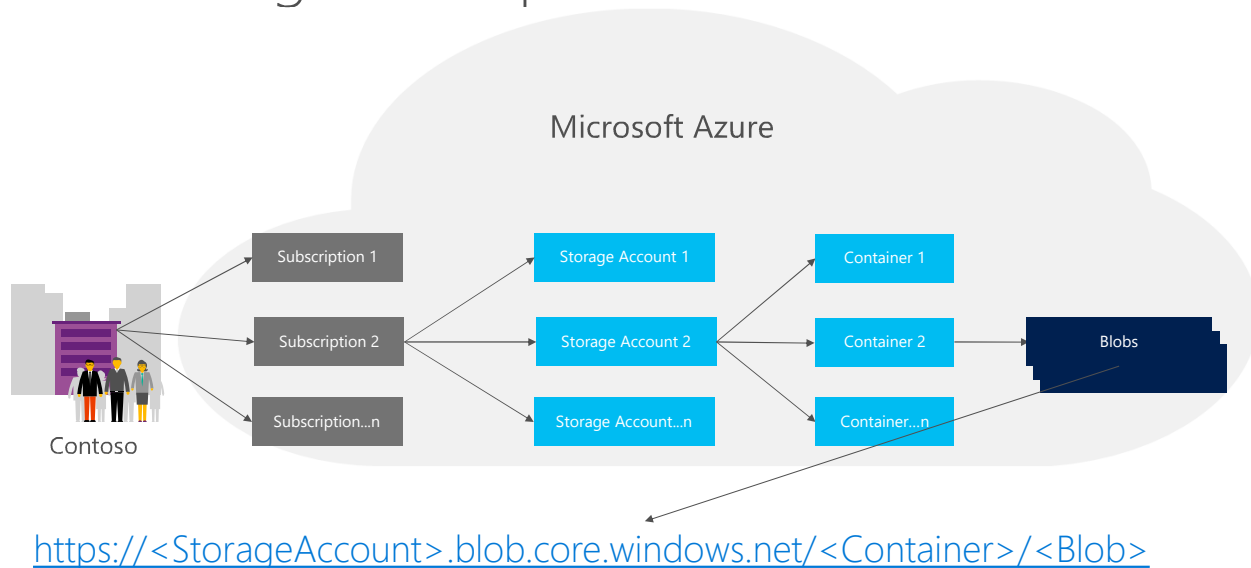 Microsoft Azure
Subscription 1
Storage Account 1
Container 1
Subscription 2
Storage Account 2
Container 2
Blobs
Subscription...n
Storage Account...n
Container...n
Contoso
https://<StorageAccount>.blob.core.windows.net/<Container>/<Blob>